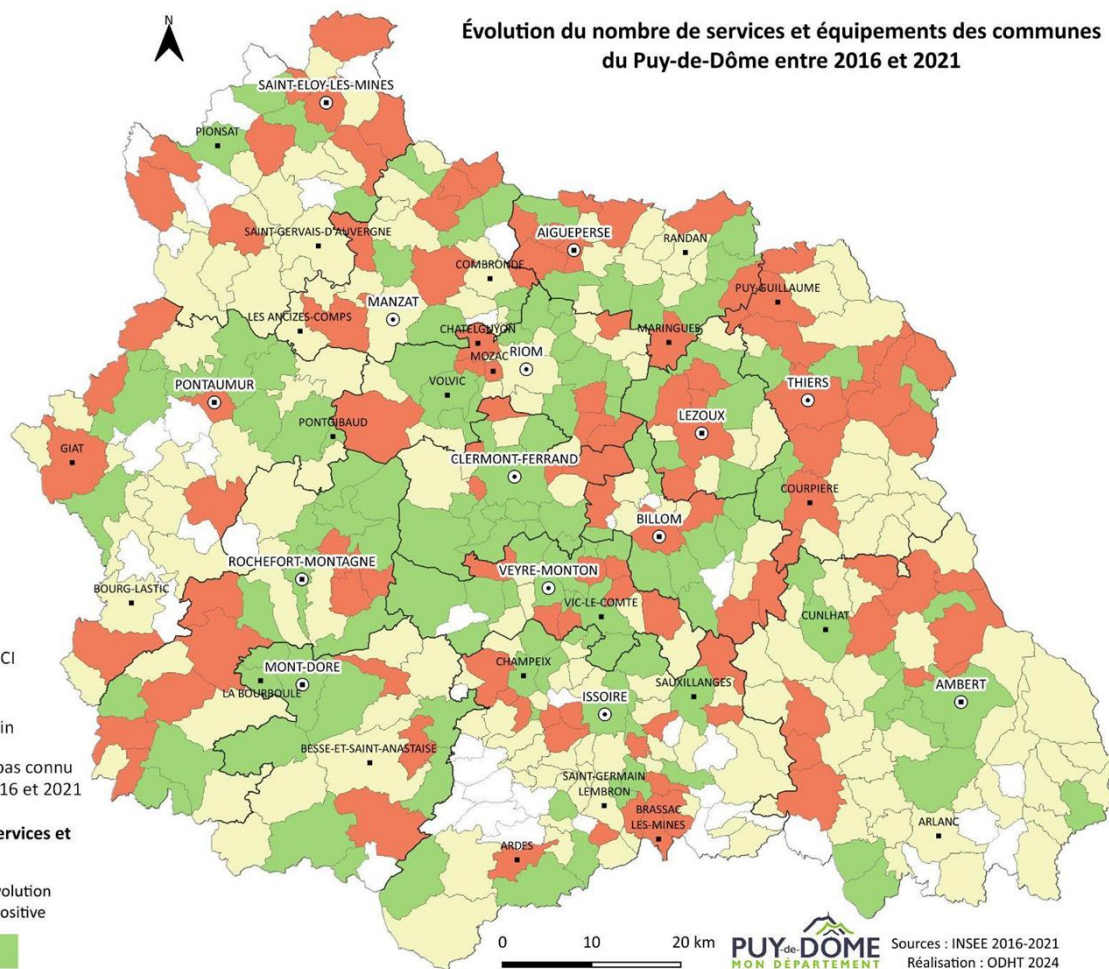 Évolution du nombre de services et équipements des communes
du Puy-de-Dôme entre 2016 et 2021
N
SAINT-ELOY-LES-MINES
PIONSAT
SAINT-GERVAIS-D'AUVERGNE
AIGUEPERSE
RANDAN
COMBRONDE
PUY-GUILLAUME
MANZAT
LES ANCIZES-COMPS
CHATELGUYON
MARINGUES
MOZAC
RIOM
VOLVIC
PONTAUMUR
THIERS
LEZOUX
PONTGIBAUD
GIAT
CLERMONT-FERRAND
COURPIERE
BILLOM
ROCHEFORT-MONTAGNE
VEYRE-MONTON
BOURG-LASTIC
VIC-LE-COMTE
CUNLHAT
CI
MONT-DORE
CHAMPEIX
LA BOURBOULE
SAUXILLANGES
AMBERT
ISSOIRE
in
BESSE-ET-SAINT-ANASTAISE
pas connu
16 et 2021
SAINT-GERMAIN
LEMBRON
BRASSAC
LES-MINES
ervices et
ARLANC
ARDES
volution
ositive
0 10 20 km
PUY-de-DÔME
MON DÉPARTEMENT
Sources : INSEE 2016-2021
Réalisation : ODHT 2024